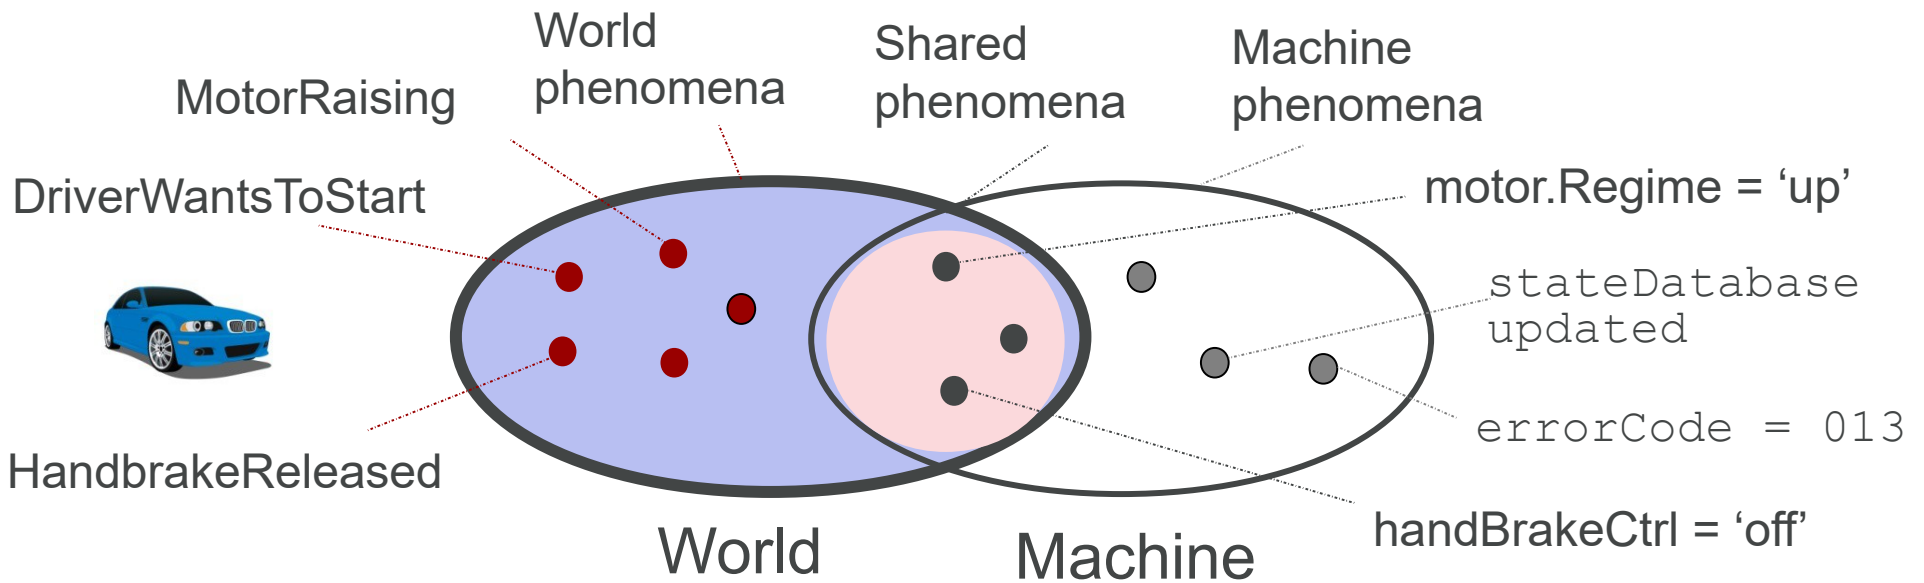 World
phenomena
Shared
phenomena
Machine
phenomena
MotorRaising
DriverWantsToStart
motor.Regime = ‘up’
stateDatabase
updated
errorCode = 013
HandbrakeReleased
handBrakeCtrl = ‘off’
World
Machine